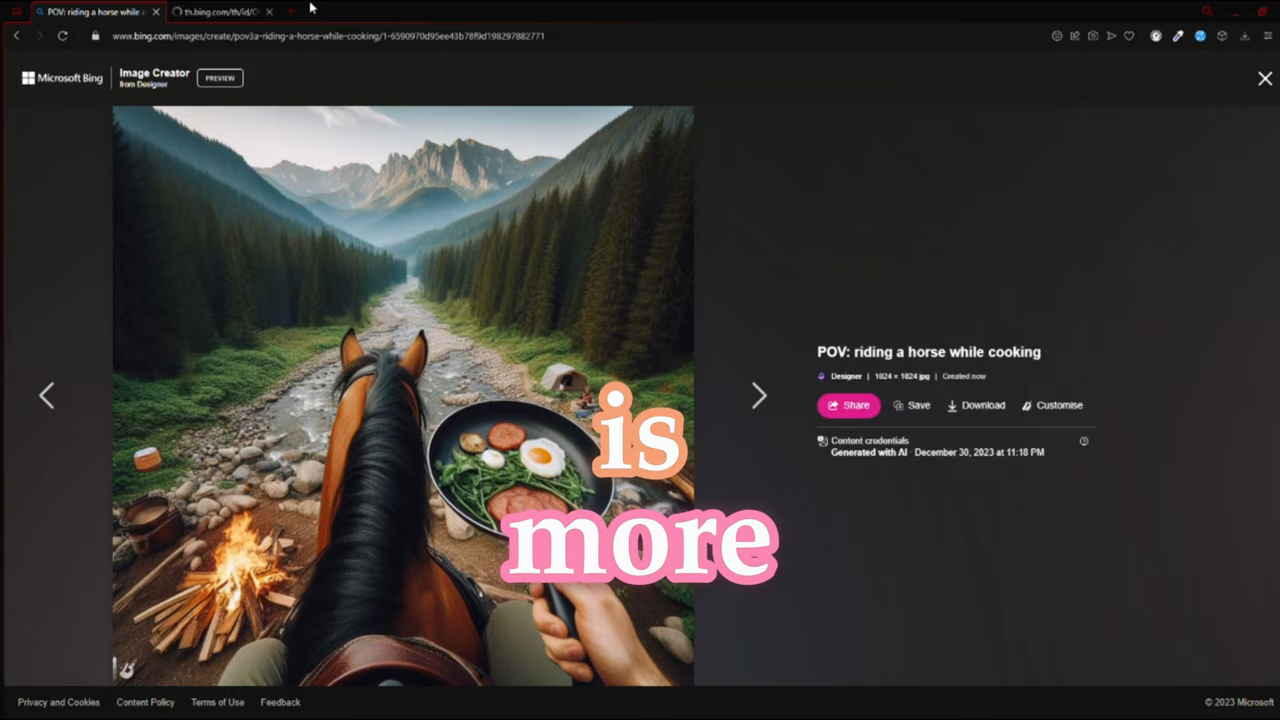 POV: riding a horse while c
th.bing.com/th/id/O
www.bing.com/images/create/pov3a-riding-a-horse-while-cooking/1-6590970d95ee43b78f9d198297882771
Microsoft Bing
Image Creator
from Designer
PREVIEW
POV: riding a horse while cooking
Designer | 1024 × 1024 jpg | Created now
Share Save Download Customise
Content credentials
Generated with AI · December 30, 2023 at 11:18 PM
is
more
Privacy and Cookies Content Policy Terms of Use Feedback © 2023 Microsoft